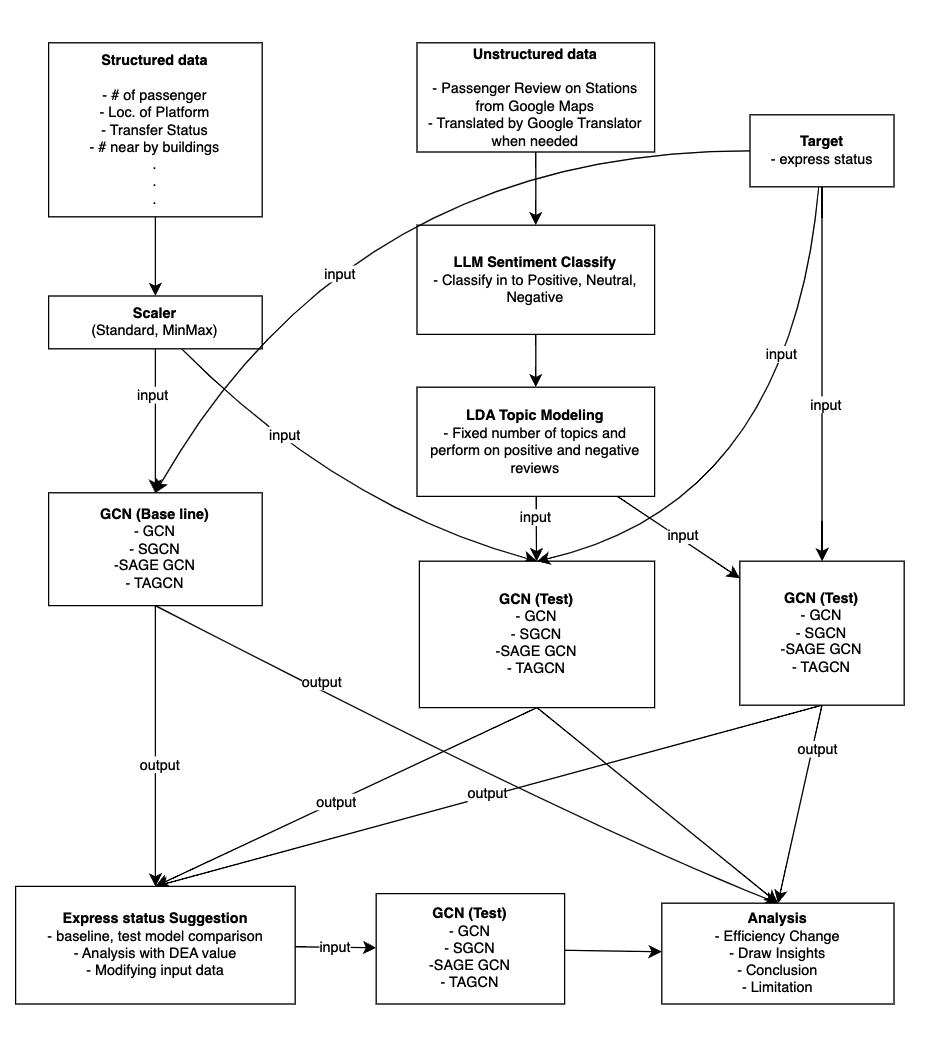 Structured data
- # of passenger
- Loc. of Platform
- Transfer Status
- # near by buildings
.
.
.
Unstructured data
- Passenger Review on Stations
from Google Maps
- Translated by Google Translator
when needed
Target
- express status
LLM Sentiment Classify
- Classify in to Positive, Neutral,
Negative
input
Scaler
(Standard, MinMax)
input
input
input
input
LDA Topic Modeling
- Fixed number of topics and
perform on positive and negative
reviews
input
input
GCN (Base line)
- GCN
- SGCN
-SAGE GCN
- TAGCN
GCN (Test)
- GCN
- SGCN
-SAGE GCN
- TAGCN
GCN (Test)
- GCN
- SGCN
-SAGE GCN
- TAGCN
output
output
output
output
output
Express status Suggestion
- baseline, test model comparison
- Analysis with DEA value
- Modifying input data
input
GCN (Test)
- GCN
- SGCN
-SAGE GCN
- TAGCN
Analysis
- Efficiency Change
- Draw Insights
- Conclusion
- Limitation